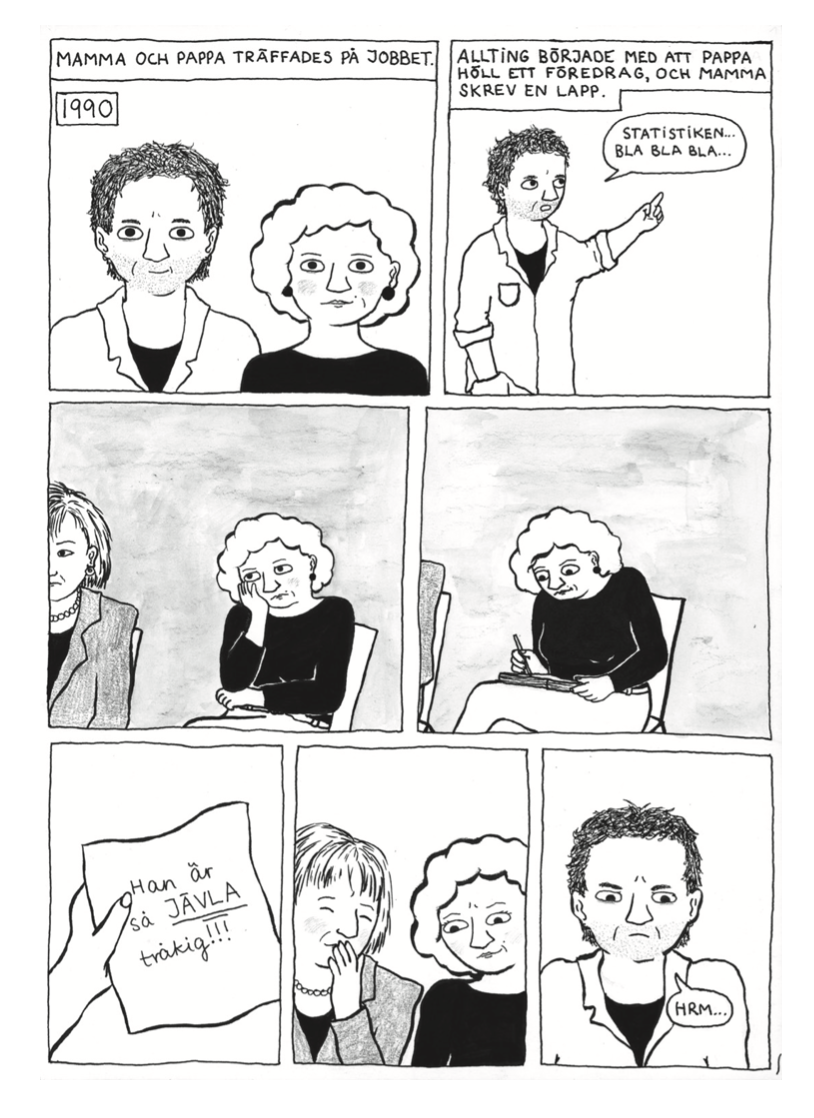 MAMMA OCH PAPPA TRÄFFADES PÅ JOBBET.
1990
ALLTING BÖRJADE MED ATT PAPPA
HÖLL ETT FÖREDRAG, OCH MAMMA
SKREV EN LAPP.
STATISTIKEN...
BLA BLA BLA...
Han är
så JÄVLA
tråkig!!!
HRM...